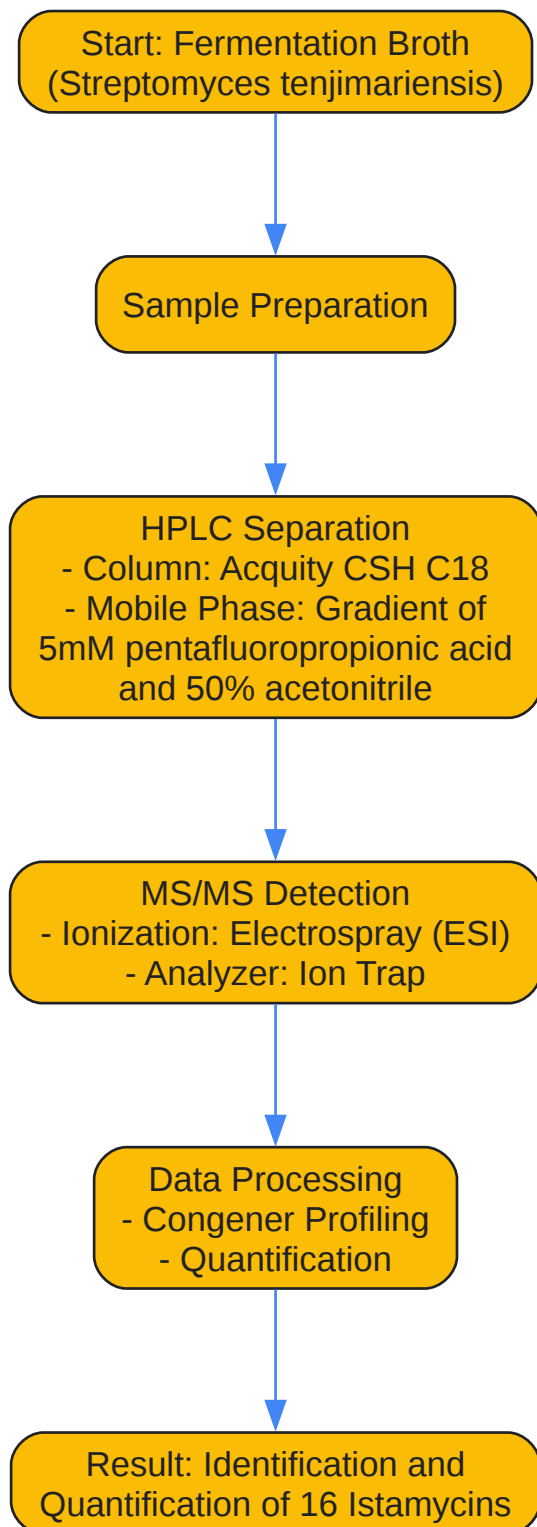 Start: Fermentation Broth
(Streptomyces tenjimariensis)
Sample Preparation
HPLC Separation
- Column: Acquity CSH C18
- Mobile Phase: Gradient of
5mM pentafluoropropionic acid
and 50% acetonitrile
MS/MS Detection
- Ionization: Electrospray (ESI)
- Analyzer: Ion Trap
Data Processing
- Congener Profiling
- Quantification
Result: Identification and
Quantification of 16 Istamycins